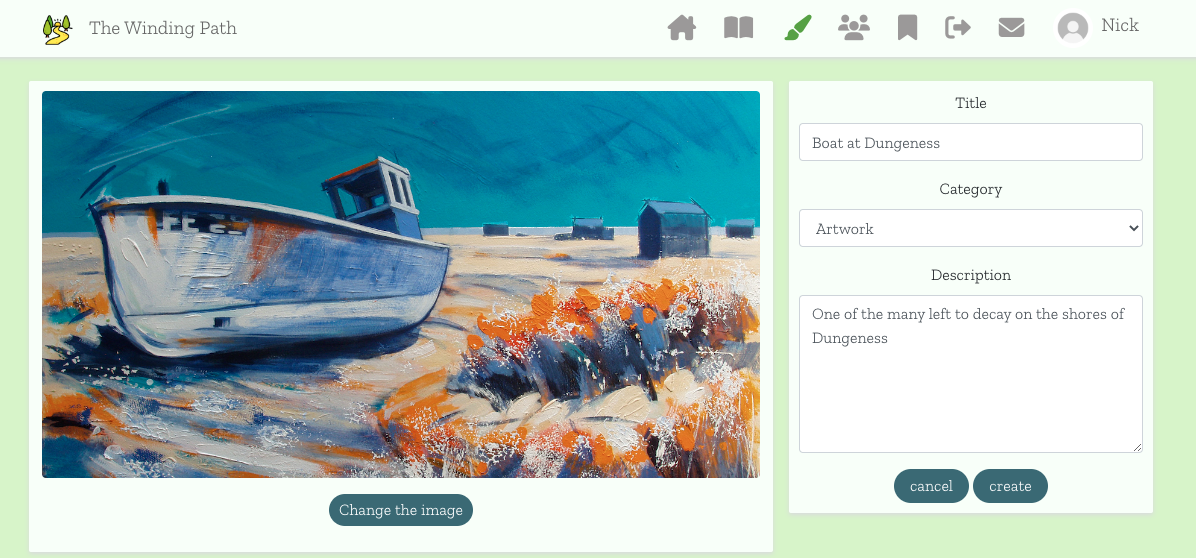 The Winding Path
Nick
Change the image
Title
Boat at Dungeness
Category
Artwork
Description
One of the many left to decay on the shores of
Dungeness
cancel
create